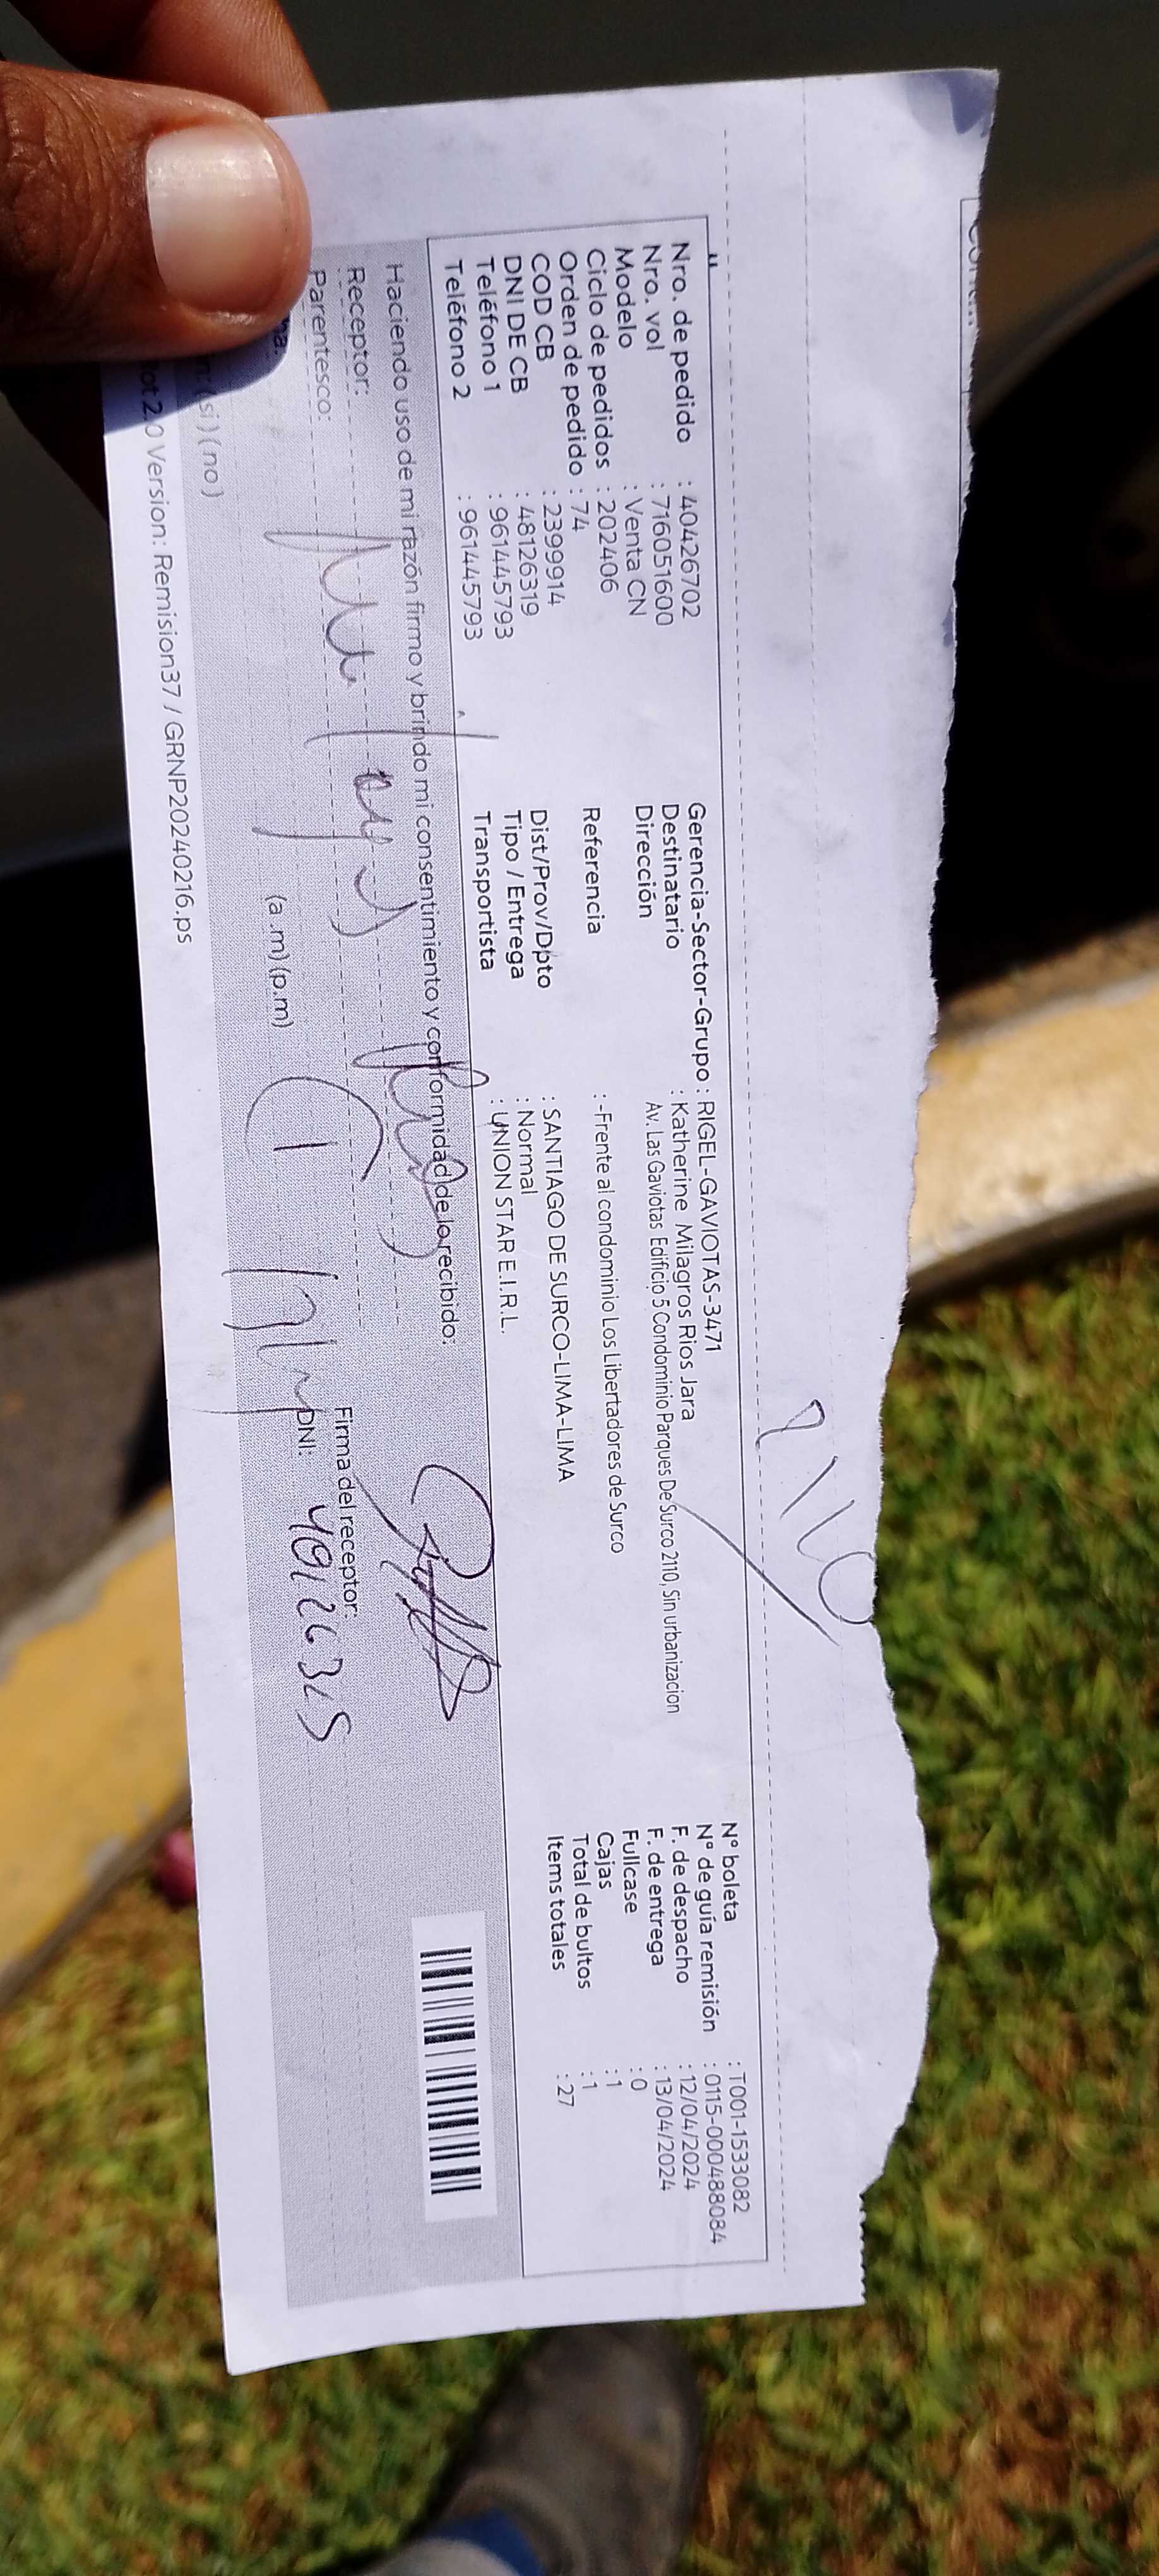 Nro. de pedido : 40426702
Nro. vol : 716051600
Modelo : Venta CN
Ciclo de pedidos : 202406
Orden de pedido : 74
COD CB : 2399914
DNI DE CB : 48126319
Teléfono 1 : 961445793
Teléfono 2 : 961445793
Gerencia-Sector-Grupo : RIGEL-GAVIOTAS-3471
Destinatario : Katherine Milagros Rios Jara
Dirección Av. Las Gaviotas Edificio 5 Condominio Parques De Surco 2110, Sin urbanizacion
Referencia : -Frente al condominio Los Libertadores de Surco
Dist/Prov/Dpto : SANTIAGO DE SURCO-LIMA-LIMA
Tipo / Entrega : Normal
Transportista : UNION STAR E.I.R.L.
N° boleta : T001-1533082
N° de guía remisión : 0115-000488084
F. de despacho : 12/04/2024
F. de entrega : 13/04/2024
Fullcase : 0
Cajas : 1
Total de bultos : 1
Items totales : 27
Haciendo uso de mi razón firmo y brindo mi consentimiento y conformidad de lo recibido:
Receptor:
Parentesco:
(a .m) (p.m)
Firma del receptor:
DNI:
(si) (no)
2.0 Version: Remision37 / GRNP20240216.ps